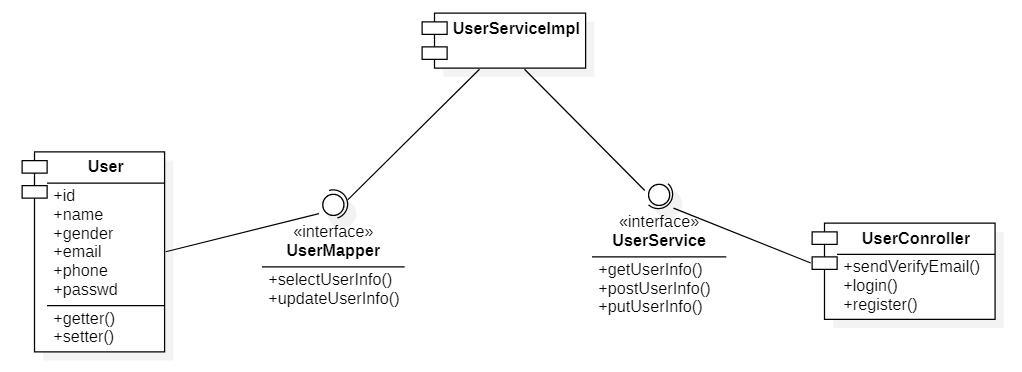 UserServiceImpl
User
+id
+name
+gender
+email
+phone
+passwd
+getter()
+setter()
«interface»
UserMapper
+selectUserInfo()
+updateUserInfo()
«interface»
UserService
+getUserInfo()
+postUserInfo()
+putUserInfo()
UserConroller
+sendVerifyEmail()
+login()
+register()